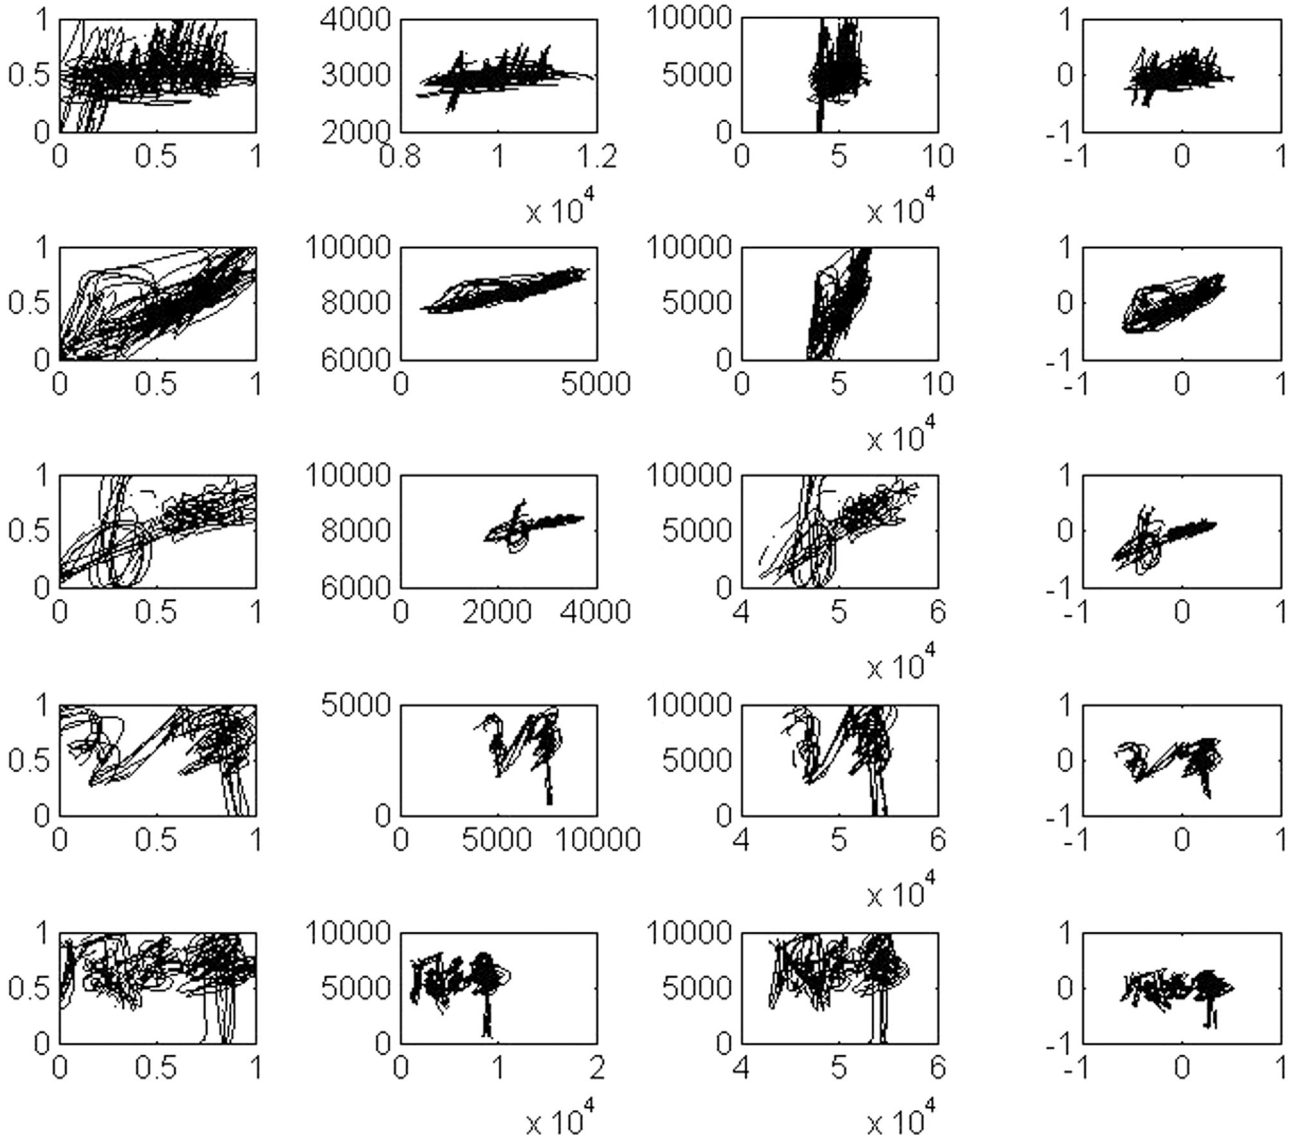 1 4000 10000 1
0.5 3000 5000 0
0 2000 0 -1
0 0.5 1 0.8 1 1.2 0 5 10 -1 0 1
x 10^4 x 10^4
1 10000 10000 1
0.5 8000 5000 0
0 6000 0 -1
0 0.5 1 0 5000 0 5 10 -1 0 1
x 10^4
1 10000 10000 1
0.5 8000 5000 0
0 6000 0 -1
0 0.5 1 0 2000 4000 4 5 6 -1 0 1
x 10^4
1 5000 10000 1
0.5 5000 0
0 0 0 -1
0 0.5 1 0 5000 10000 4 5 6 -1 0 1
x 10^4
1 10000 10000 1
0.5 5000 5000 0
0 0 0 -1
0 0.5 1 0 1 2 4 5 6 -1 0 1
x 10^4 x 10^4